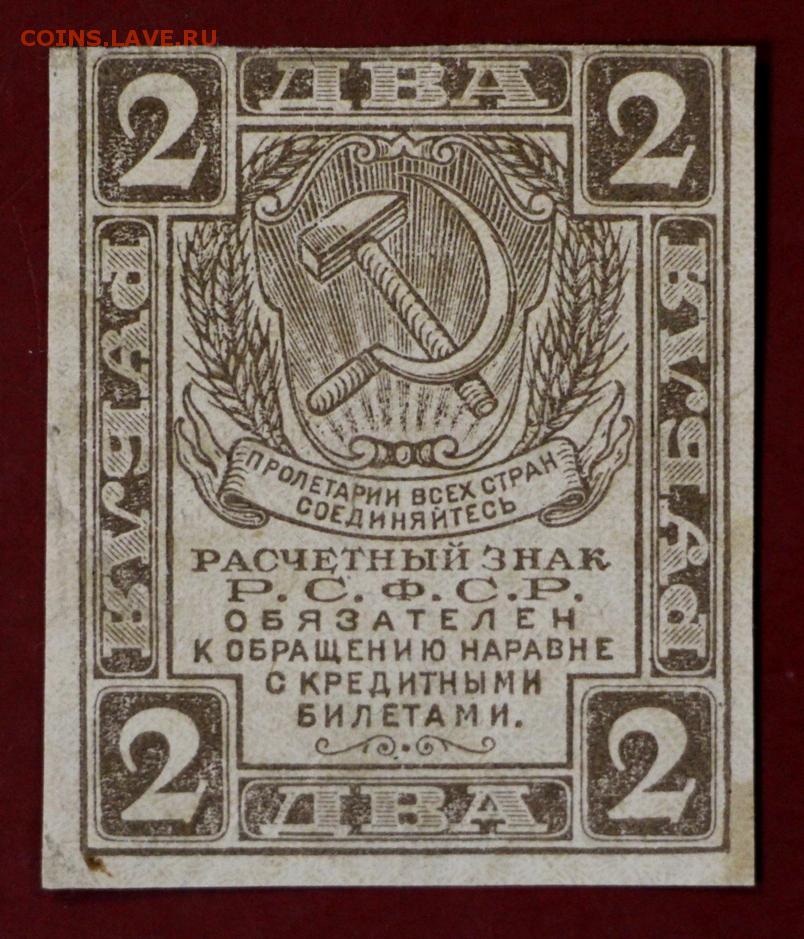 COINS.LAVE.RU
2 ДВА 2
РУБЛЯ
РУБЛЯ
ПРОЛЕТАРИИ ВСЕХ СТРАН
СОЕДИНЯЙТЕСЬ
РАСЧЕТНЫЙ ЗНАК
Р.С.Ф.С.Р.
ОБЯЗАТЕЛЕН
К ОБРАЩЕНИЮ НАРАВНЕ
С КРЕДИТНЫМИ
БИЛЕТАМИ.
2 ДВА 2